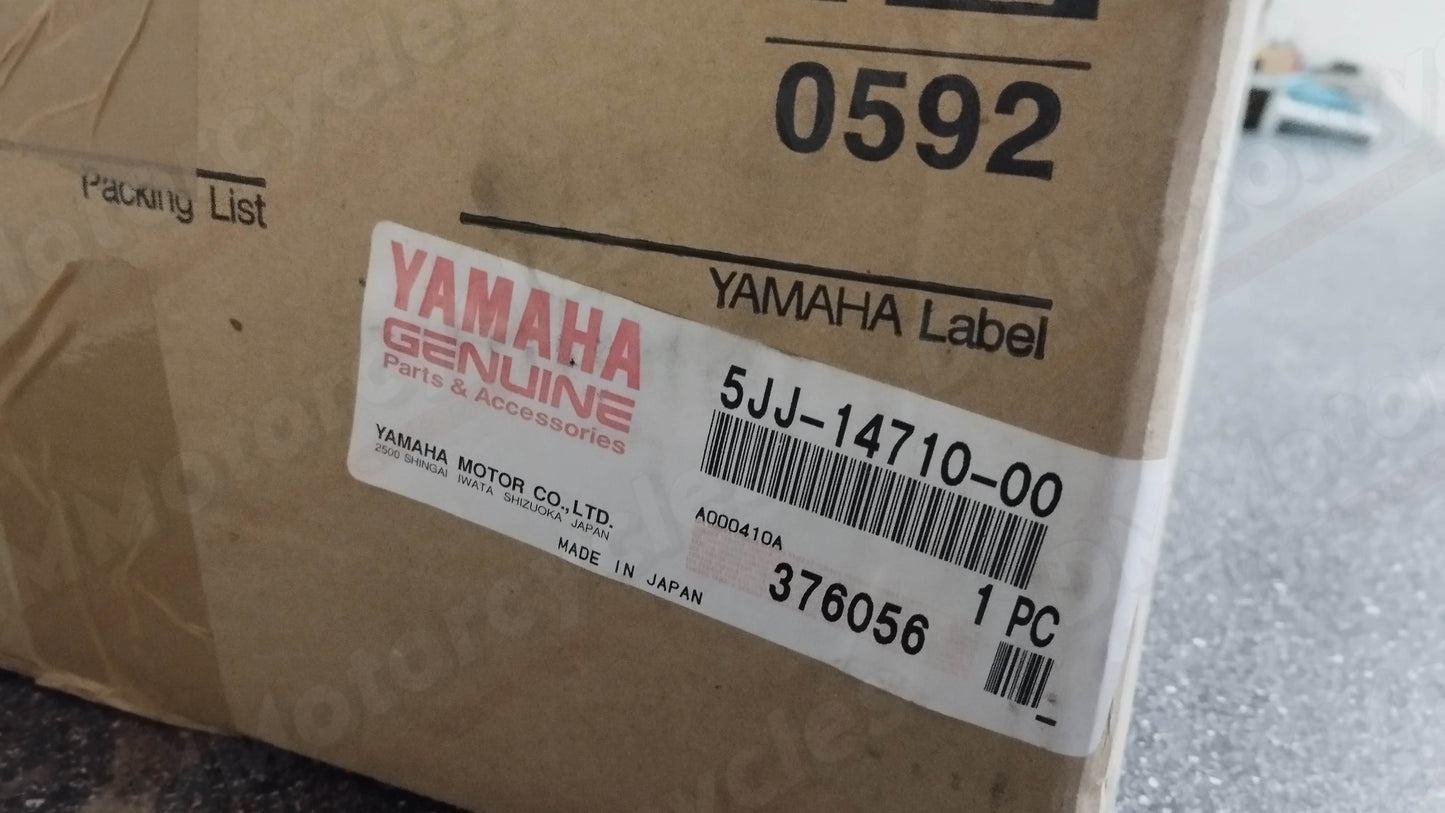 0592
Packing List
YAMAHA Label
YAMAHA
GENUINE
Parts & Accessories
YAMAHA MOTOR CO.,LTD.
2500 SHINGAI IWATA SHIZUOKA JAPAN
MADE IN JAPAN
5JJ-14710-00
A000410A
376056
1 PC
Motorcycles